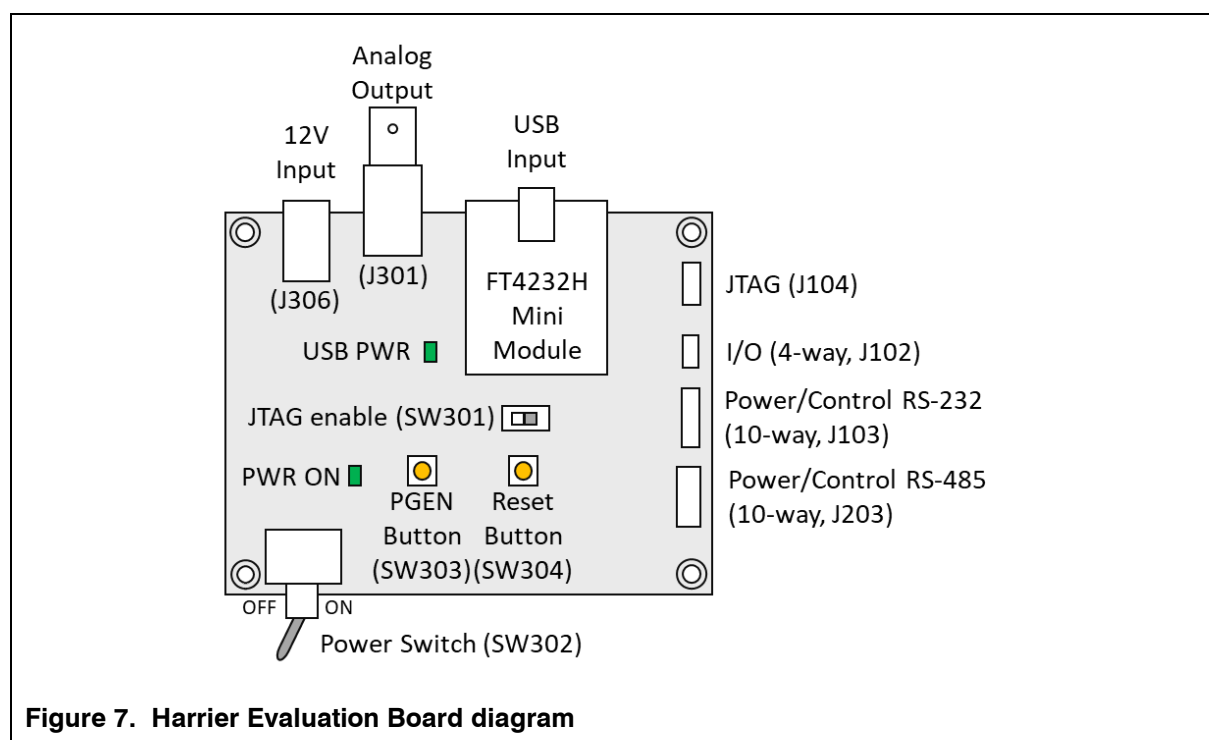 Analog
Output
12V
Input
USB
Input
(J301)
(J306)
FT4232H
Mini
Module
JTAG (J104)
USB PWR
I/O (4-way, J102)
JTAG enable (SW301)
Power/Control RS-232
(10-way, J103)
PWR ON
PGEN
Button
(SW303)
Reset
Button
(SW304)
Power/Control RS-485
(10-way, J203)
OFF
ON
Power Switch (SW302)
Figure 7. Harrier Evaluation Board diagram